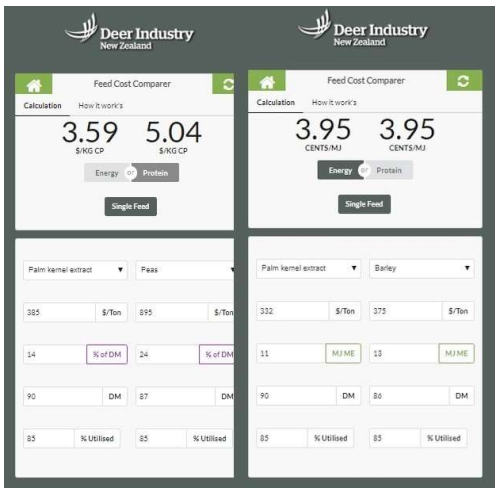 Deer Industry
New Zealand
Feed Cost Comparer
Calculation How it work's
3.59 5.04
$/KG CP $/KG CP
Energy or Protein
Single Feed
Palm kernel extract Peas
385 $/Ton 895 $/Ton
14 % of DM 24 % of DM
90 DM 87 DM
85 % Utilised 85 % Utilised
Deer Industry
New Zealand
Feed Cost Comparer
Calculation How it work's
3.95 3.95
CENTS/MJ CENTS/MJ
Energy or Protein
Single Feed
Palm kernel extract Barley
332 $/Ton 375 $/Ton
11 MJ ME 13 MJ ME
90 DM 86 DM
85 % Utilised 85 % Utilised